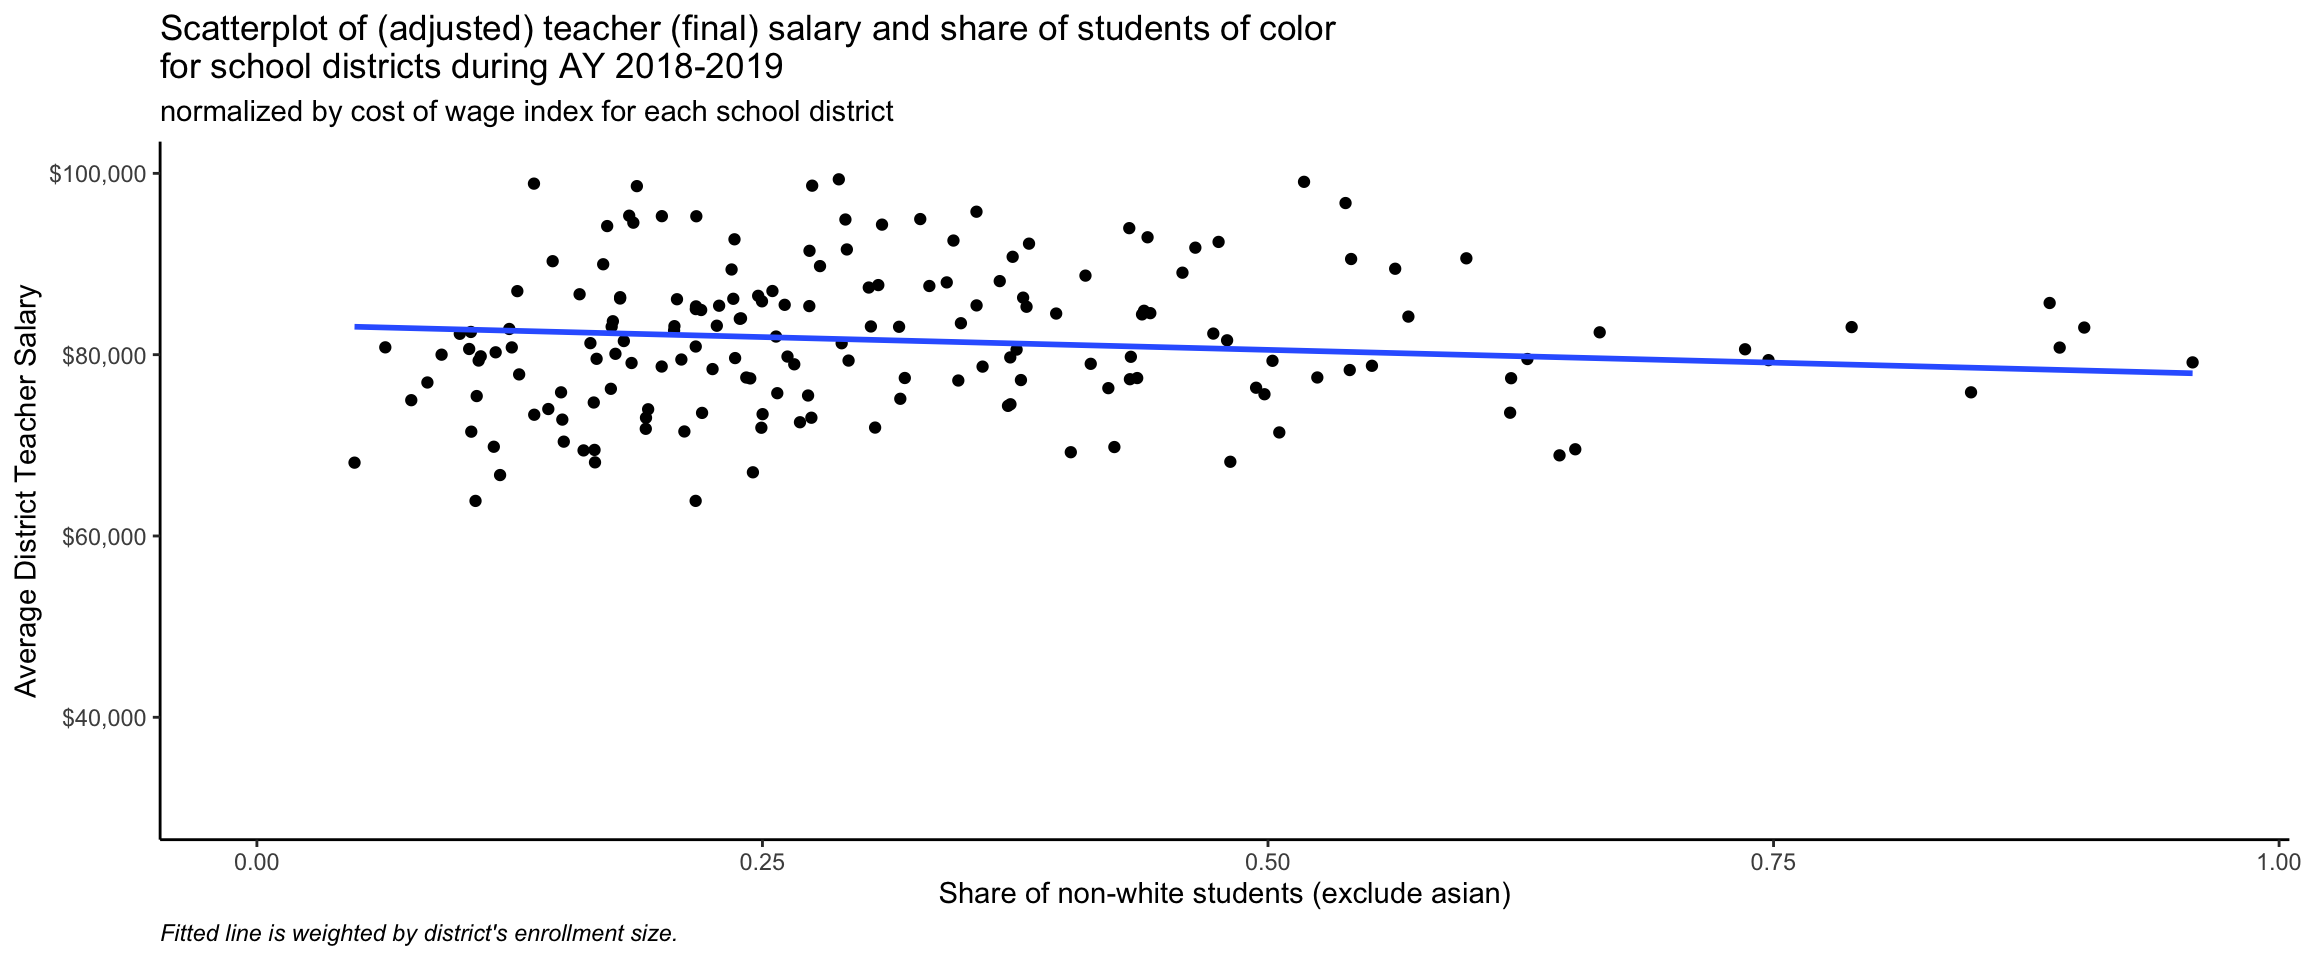 Scatterplot of (adjusted) teacher (final) salary and share of students of color
for school districts during AY 2018-2019
normalized by cost of wage index for each school district
Average District Teacher Salary
$100,000
$80,000
$60,000
$40,000
0.00
0.25
0.50
0.75
1.00
Share of non-white students (exclude asian)
Fitted line is weighted by district's enrollment size.